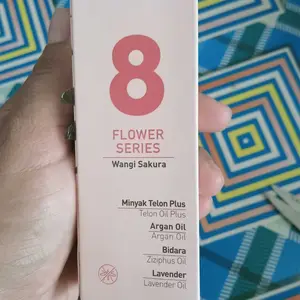 8
FLOWER
SERIES
Wangi Sakura
Minyak Telon Plus
Telon Oil Plus
Argan Oil
Argan Oil
Bidara
Ziziphus Oil
Lavender
Lavender Oil